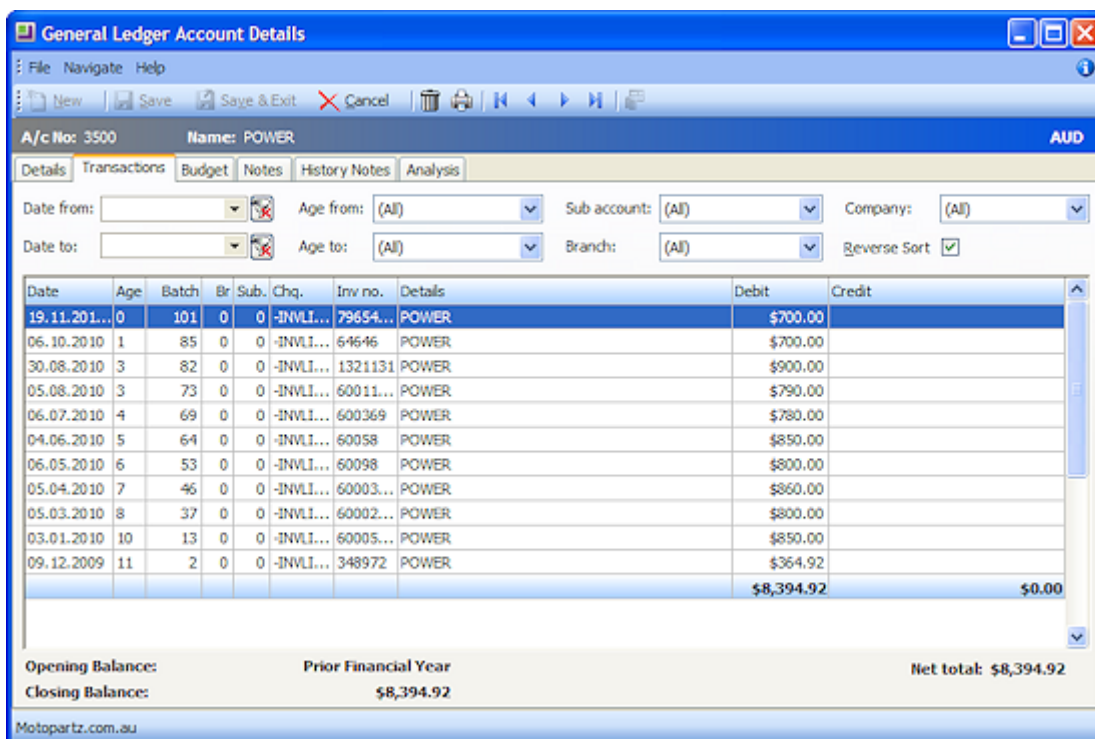 General Ledger Account Details
File Navigate Help
New Save Save & Exit Cancel
A/c No: 3500 Name: POWER AUD
Details Transactions Budget Notes History Notes Analysis
Date from: Age from: (All) Sub account: (All) Company: (All)
Date to: Age to: (All) Branch: (All) Reverse Sort
Date Age Batch Br Sub. Chq. Inv no. Details Debit Credit
19.11.201... 0 101 0 0 -INVLI... 79654... POWER $700.00
06.10.2010 1 85 0 0 -INVLI... 64646 POWER $700.00
30.08.2010 3 82 0 0 -INVLI... 1321131 POWER $900.00
05.08.2010 3 73 0 0 -INVLI... 60011... POWER $790.00
06.07.2010 4 69 0 0 -INVLI... 600369 POWER $780.00
04.06.2010 5 64 0 0 -INVLI... 60058 POWER $850.00
06.05.2010 6 53 0 0 -INVLI... 60098 POWER $800.00
05.04.2010 7 46 0 0 -INVLI... 60003... POWER $860.00
05.03.2010 8 37 0 0 -INVLI... 60002... POWER $800.00
03.01.2010 10 13 0 0 -INVLI... 60005... POWER $850.00
09.12.2009 11 2 0 0 -INVLI... 348972 POWER $364.92
$8,394.92 $0.00
Opening Balance: Prior Financial Year Net total: $8,394.92
Closing Balance: $8,394.92
Motopartz.com.au